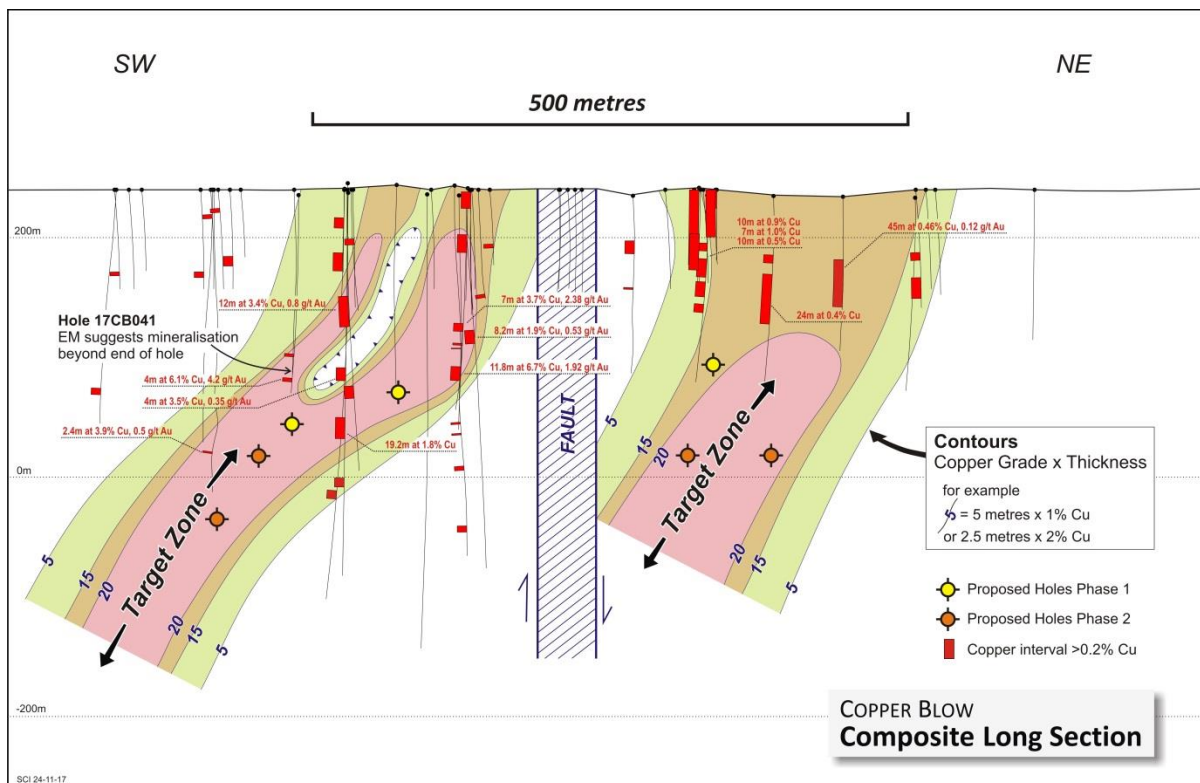 SW
NE
500 metres
200m
10m at 0.9% Cu
7m at 1.0% Cu
10m at 0.5% Cu
45m at 0.46% Cu, 0.12 g/t Au
12m at 3.4% Cu, 0.8 g/t Au
7m at 3.7% Cu, 2.38 g/t Au
Hole 17CB041
EM suggests mineralisation
beyond end of hole
24m at 0.4% Cu
8.2m at 1.9% Cu, 0.53 g/t Au
4m at 6.1% Cu, 4.2 g/t Au
11.8m at 6.7% Cu, 1.92 g/t Au
4m at 3.5% Cu, 0.35 g/t Au
2.4m at 3.9% Cu, 0.5 g/t Au
19.2m at 1.8% Cu
FAULT
5
15
20
Contours
Copper Grade x Thickness
for example
5 = 5 metres x 1% Cu
or 2.5 metres x 2% Cu
0m
Target Zone
Target Zone
5
15
20
20
15
5
20
15
5
Proposed Holes Phase 1
Proposed Holes Phase 2
Copper interval >0.2% Cu
-200m
COPPER BLOW
Composite Long Section
SCI 24-11-17